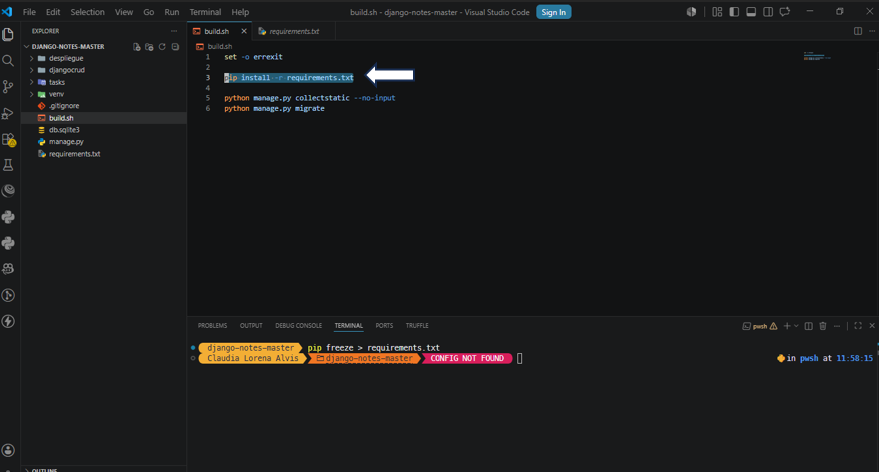 File Edit Selection View Go Run Terminal Help
build.sh - django-notes-master - Visual Studio Code
Sign In
EXPLORER
DJANGO-NOTES-MASTER
despliegue
djangocrud
tasks
venv
.gitignore
build.sh
db.sqlite3
manage.py
requirements.txt
OUTLINE
build.sh requirements.txt
build.sh
1 set -o errexit
2
3 pip install -r requirements.txt
4
5 python manage.py collectstatic --no-input
6 python manage.py migrate
PROBLEMS OUTPUT DEBUG CONSOLE TERMINAL PORTS TRUFFLE
pwsh
django-notes-master pip freeze > requirements.txt
Claudia Lorena Alvis django-notes-master CONFIG NOT FOUND in pwsh at 11:58:15